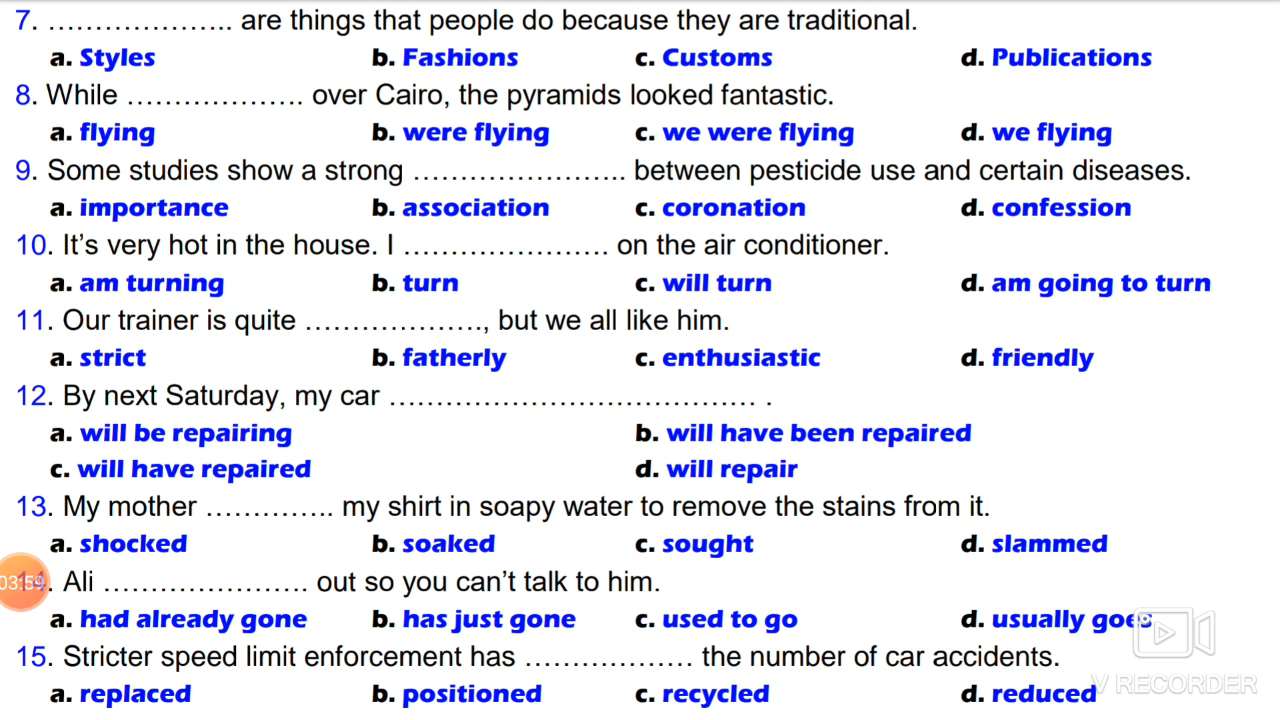 7. ..................... are things that people do because they are traditional.
a. Styles b. Fashions c. Customs d. Publications
8. While ................... over Cairo, the pyramids looked fantastic.
a. flying b. were flying c. we were flying d. we flying
9. Some studies show a strong ....................... between pesticide use and certain diseases.
a. importance b. association c. coronation d. confession
10. It’s very hot in the house. I ...................... on the air conditioner.
a. am turning b. turn c. will turn d. am going to turn
11. Our trainer is quite ..................., but we all like him.
a. strict b. fatherly c. enthusiastic d. friendly
12. By next Saturday, my car ....................................... .
a. will be repairing b. will have been repaired
c. will have repaired d. will repair
13. My mother .............. my shirt in soapy water to remove the stains from it.
a. shocked b. soaked c. sought d. slammed
03:59
14. Ali ...................... out so you can’t talk to him.
a. had already gone b. has just gone c. used to go d. usually goes
15. Stricter speed limit enforcement has .................. the number of car accidents.
a. replaced b. positioned c. recycled d. reduced
V RECORDER